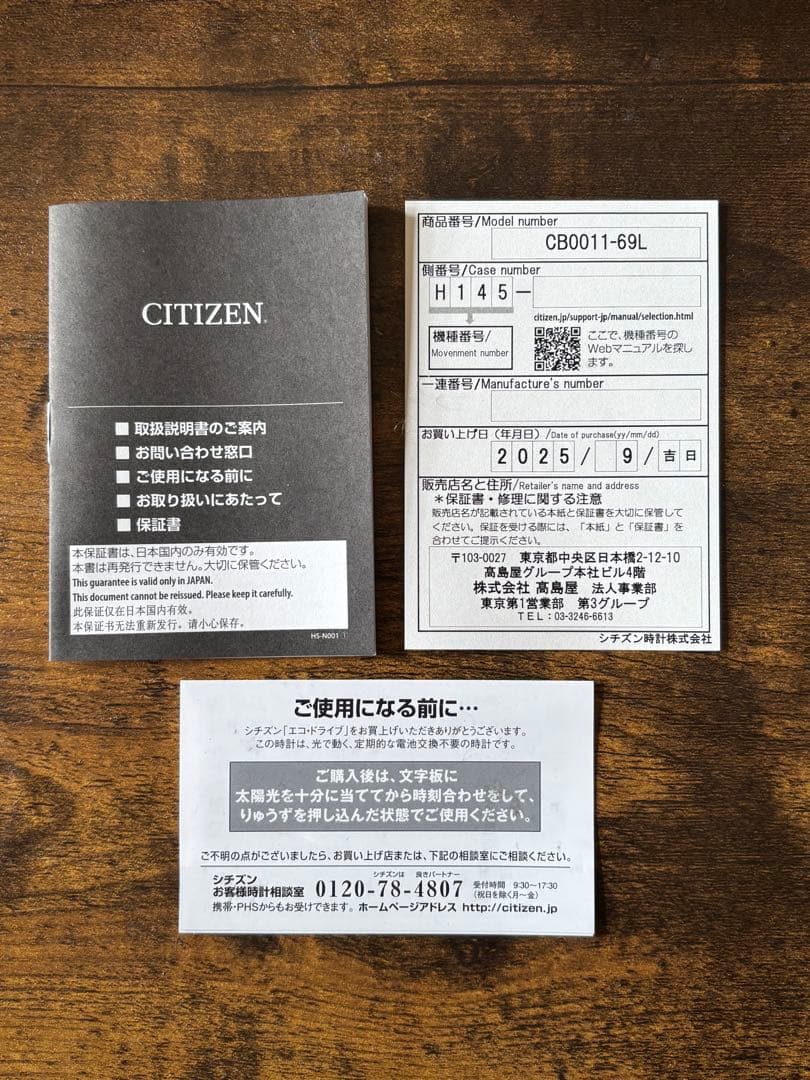 CITIZEN®
■ 取扱説明書のご案内
■ お問い合わせ窓口
■ ご使用になる前に
■ お取り扱いにあたって
■ 保証書
本保証書は、日本国内のみ有効です。
本書は再発行できません。大切に保管ください。
This guarantee is valid only in JAPAN.
This document cannot be reissued. Please keep it carefully.
此保证仅在日本国内有效。
本保证书无法重新发行。请小心保存。
HS-N001 ①
商品番号/Model number
CB0011-69L
側番号/Case number
H 1 4 5 −
citizen.jp/support-jp/manual/selection.html
機種番号/
Movenment number
ここで、機種番号の
Webマニュアルを探し
ます。
一連番号/Manufacture's number
お買い上げ日（年月日）/Date of purchase(yy/mm/dd)
2 0 2 5 / 9 / 吉 日
販売店名と住所/Retailer's name and address
＊保証書・修理に関する注意
販売店名が記載されている本紙と保証書を大切に保管して
ください。保証を受ける際には、「本紙」と「保証書」を
合わせてご提示ください。
〒103-0027 東京都中央区日本橋2-12-10
髙島屋グループ本社ビル4階
株式会社 髙島屋 法人事業部
東京第1営業部 第3グループ
TEL：03-3246-6613
シチズン時計株式会社
ご使用になる前に…
シチズン「エコ・ドライブ」をお買上げいただきありがとうございます。
この時計は、光で動く、定期的な電池交換不要の時計です。
ご購入後は、文字板に
太陽光を十分に当ててから時刻合わせをして、
りゅうずを押し込んだ状態でご使用ください。
ご不明の点がございましたら、お買い上げ店または、下記の相談室にご相談ください。
シチズンは 良きパートナー
シチズン
お客様時計相談室 0120-78-4807 受付時間 9:30〜17:30
(祝日を除く月〜金)
携帯・PHSからもお受けできます。ホームページアドレス http://citizen.jp